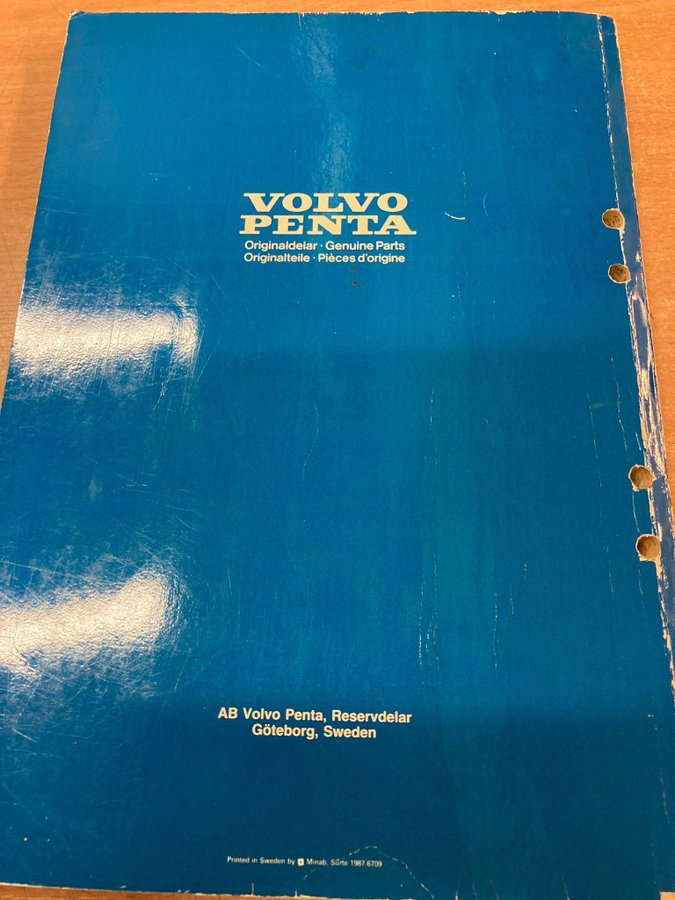 VOLVO
PENTA
Originaldelar · Genuine Parts
Originalteile · Pièces d'origine
AB Volvo Penta, Reservdelar
Göteborg, Sweden
Printed in Sweden by Minab, Surte 1987.6709